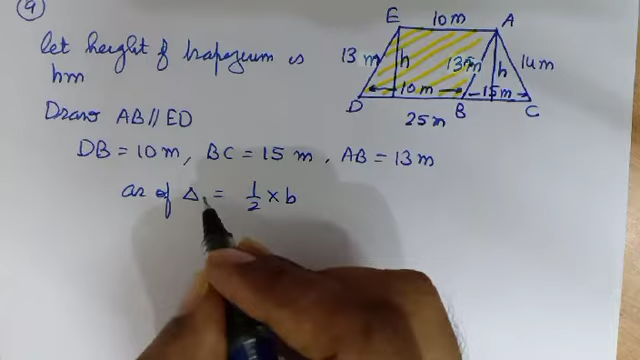 9
E 10 m A
let height of trapezium is
hm
13 m h 13 m h 14 m
10 m 15 m
D B C
25 m
Draw AB // ED
DB = 10 m, BC = 15 m, AB = 13 m
ar of Δ = 1/2 × b